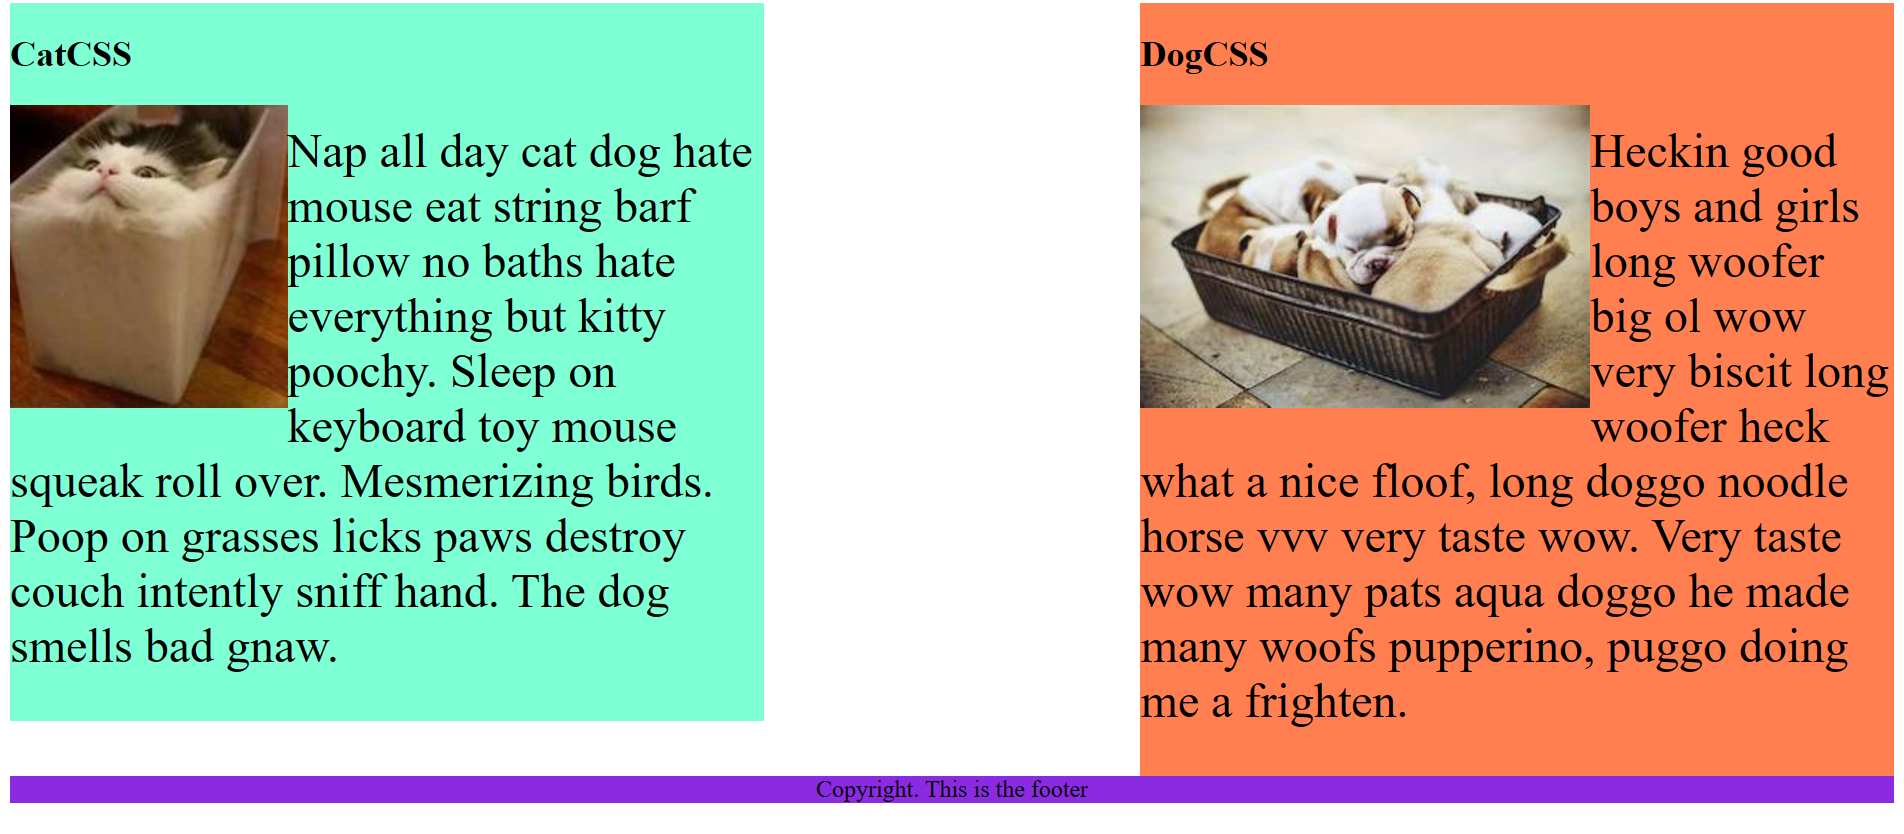 CatCSS
Nap all day cat dog hate
mouse eat string barf
pillow no baths hate
everything but kitty
poochy. Sleep on
keyboard toy mouse
squeak roll over. Mesmerizing birds.
Poop on grasses licks paws destroy
couch intently sniff hand. The dog
smells bad gnaw.
DogCSS
Heckin good
boys and girls
long woofer
big ol wow
very biscit long
woofer heck
what a nice floof, long doggo noodle
horse vvv very taste wow. Very taste
wow many pats aqua doggo he made
many woofs pupperino, puggo doing
me a frighten.
Copyright. This is the footer